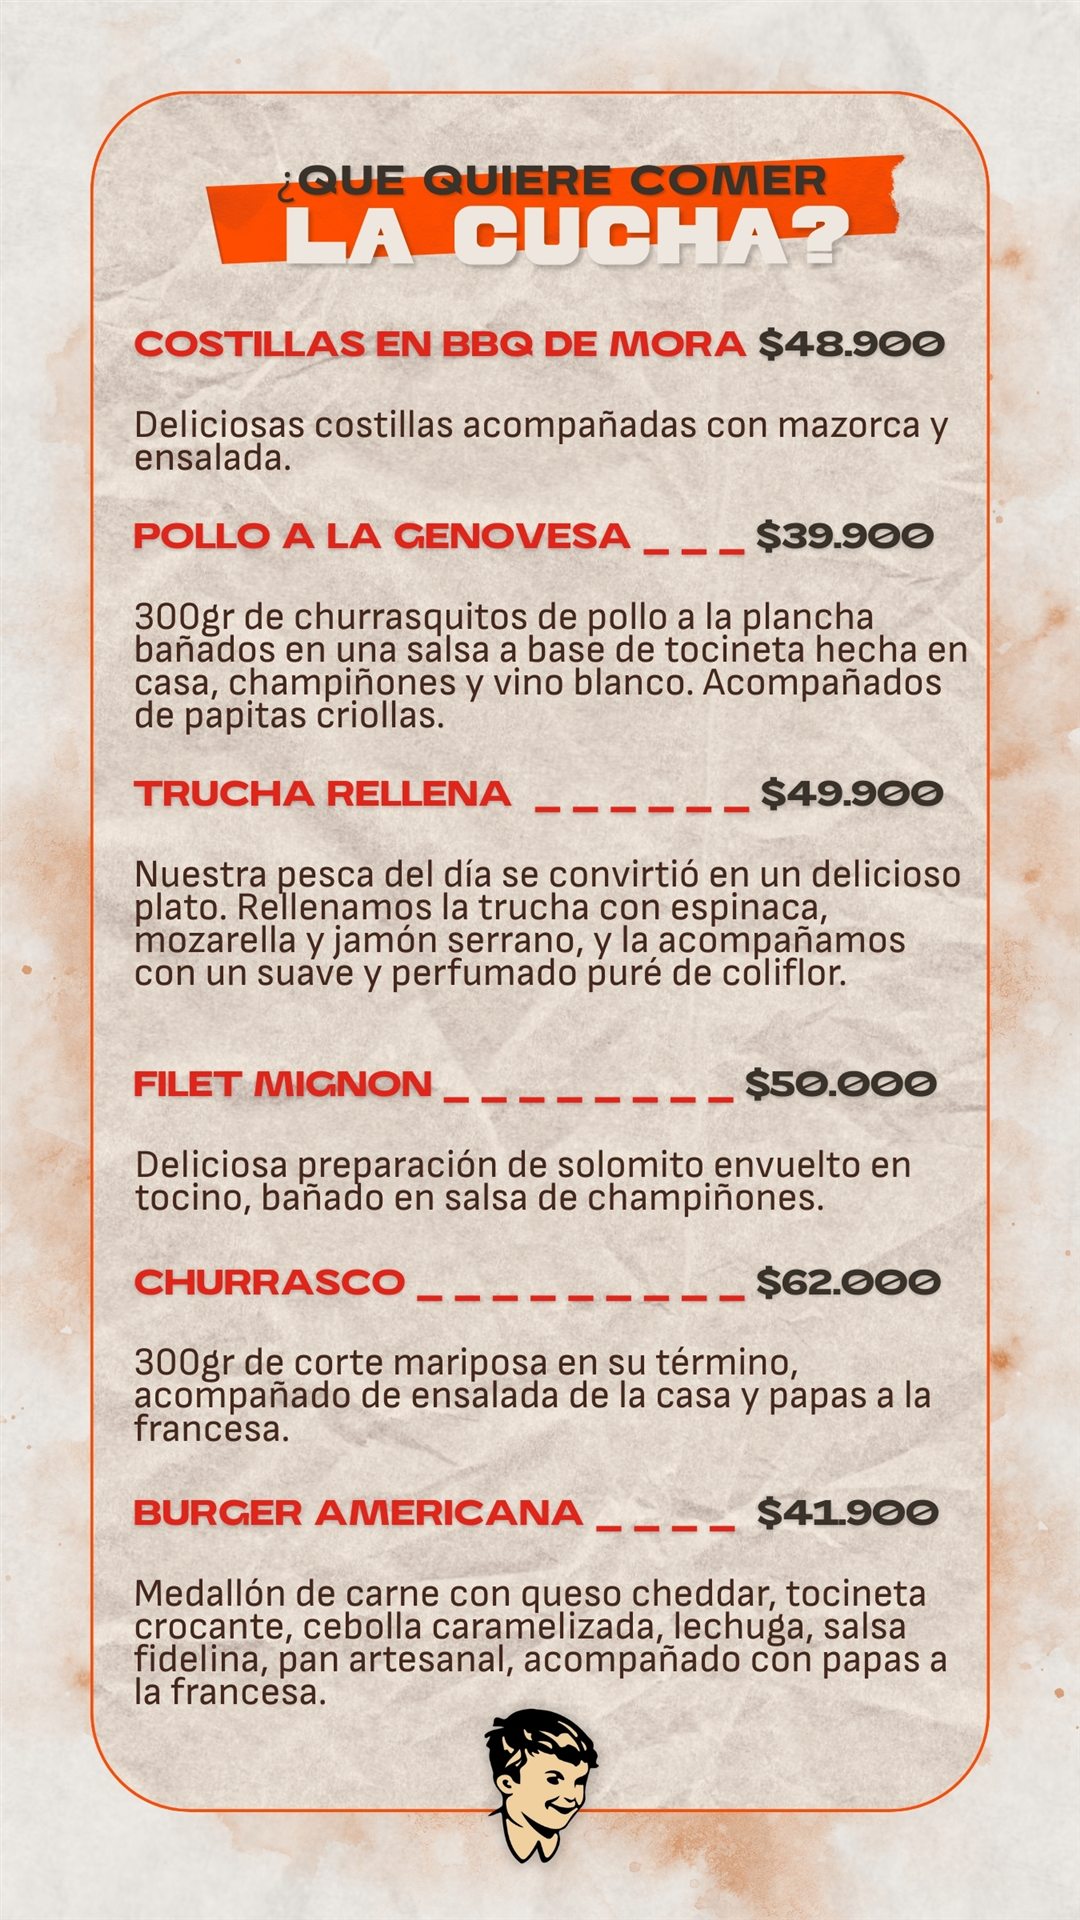 ¿QUE QUIERE COMER
LA CUCHA?
COSTILLAS EN BBQ DE MORA $48.900
Deliciosas costillas acompañadas con mazorca y
ensalada.
POLLO A LA GENOVESA _ _ _ $39.900
300gr de churrasquitos de pollo a la plancha
bañados en una salsa a base de tocineta hecha en
casa, champiñones y vino blanco. Acompañados
de papitas criollas.
TRUCHA RELLENA _ _ _ _ _ _ $49.900
Nuestra pesca del día se convirtió en un delicioso
plato. Rellenamos la trucha con espinaca,
mozarella y jamón serrano, y la acompañamos
con un suave y perfumado puré de coliflor.
FILET MIGNON _ _ _ _ _ _ _ _ $50.000
Deliciosa preparación de solomito envuelto en
tocino, bañado en salsa de champiñones.
CHURRASCO _ _ _ _ _ _ _ _ _ $62.000
300gr de corte mariposa en su término,
acompañado de ensalada de la casa y papas a la
francesa.
BURGER AMERICANA _ _ _ _ $41.900
Medallón de carne con queso cheddar, tocineta
crocante, cebolla caramelizada, lechuga, salsa
fidelina, pan artesanal, acompañado con papas a
la francesa.